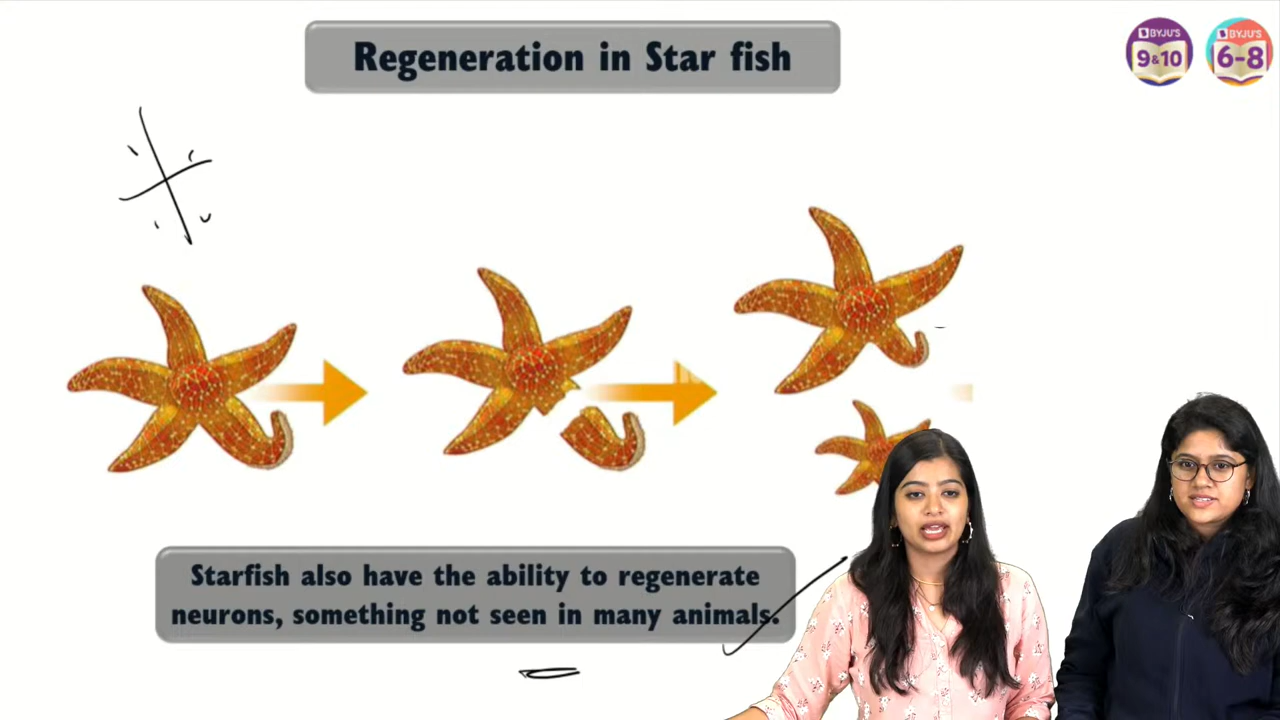 Regeneration in Star fish
BYJU'S
9&10
BYJU'S
6-8
Starfish also have the ability to regenerate
neurons, something not seen in many animals.